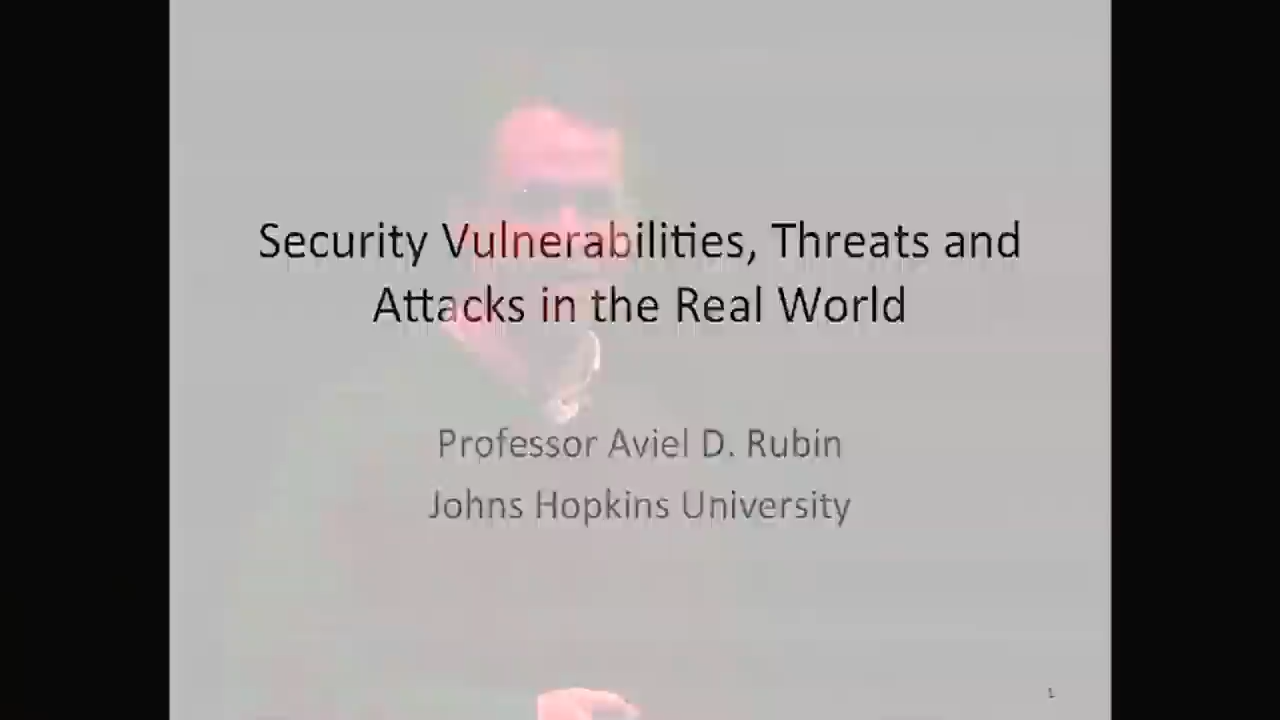 Security Vulnerabilities, Threats and
Attacks in the Real World
Professor Aviel D. Rubin
Johns Hopkins University
1